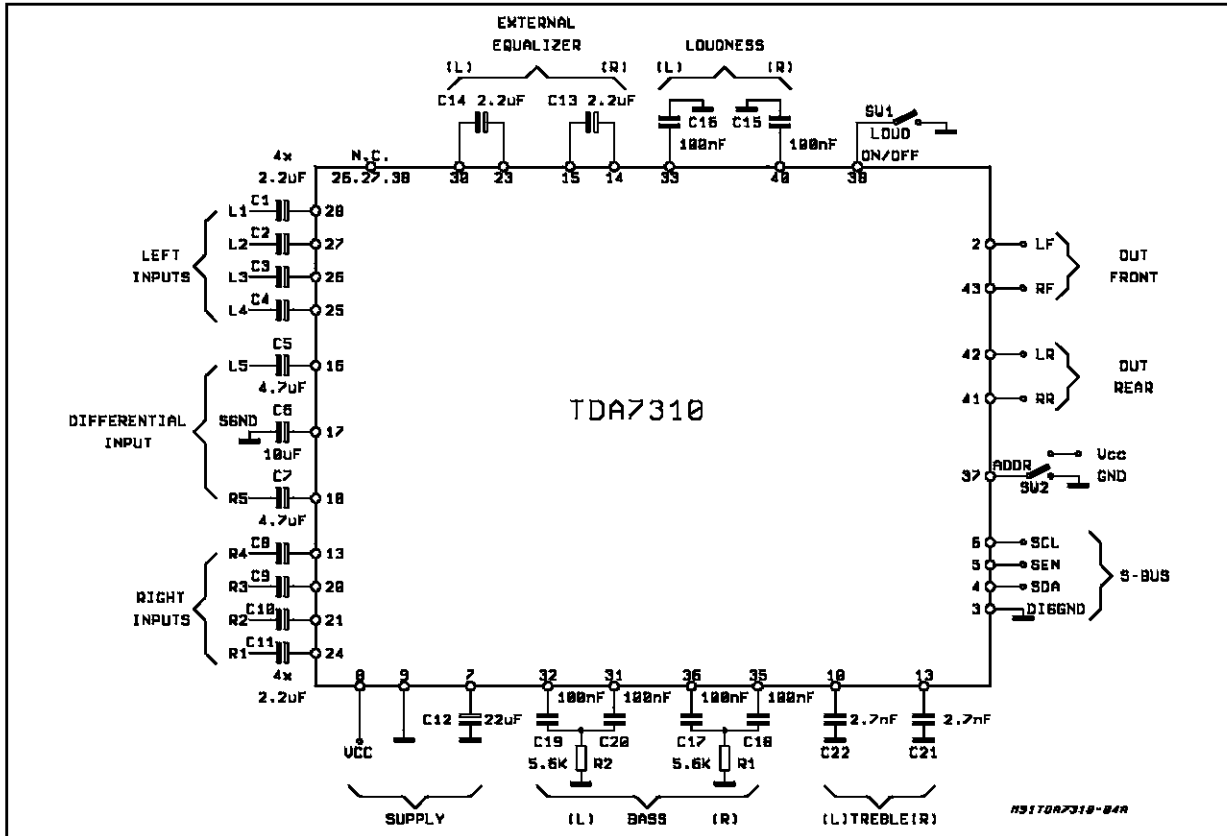 EXTERNAL
EQUALIZER
LOUDNESS
(L) (R) (L) (R)
C14 2.2uF C13 2.2uF
C16 C15
100nF 100nF
SW1
LOUD
ON/OFF
4x
2.2uF
N.C.
30 23 15 14 33 40 38
L1 C1 28
L2 C2 27
L3 C3 26
L4 C4 25
LEFT
INPUTS
L5 C5 16
4.7uF
SGND C6 17
10uF
C7
R5 18
4.7uF
DIFFERENTIAL
INPUT
R4 C8
R3 C9 20
R2 C10 21
R1 C11 24
RIGHT
INPUTS
4x
2.2uF
TDA7310
2 LF
43 RF
OUT
FRONT
42 LR
41 RR
OUT
REAR
37 ADDR
SW2
Vcc
GND
6 SCL
5 SEN
4 SDA
3 DIGGND
S-BUS
8 9 7 32 31 36 35 10 13
VCC
C12 22uF
100nF 100nF 100nF 100nF
C19 C20 C17 C18
5.6K R2 5.6K R1
2.7nF 2.7nF
C22 C21
SUPPLY
(L) BASS (R)
(L)TREBLE(R)